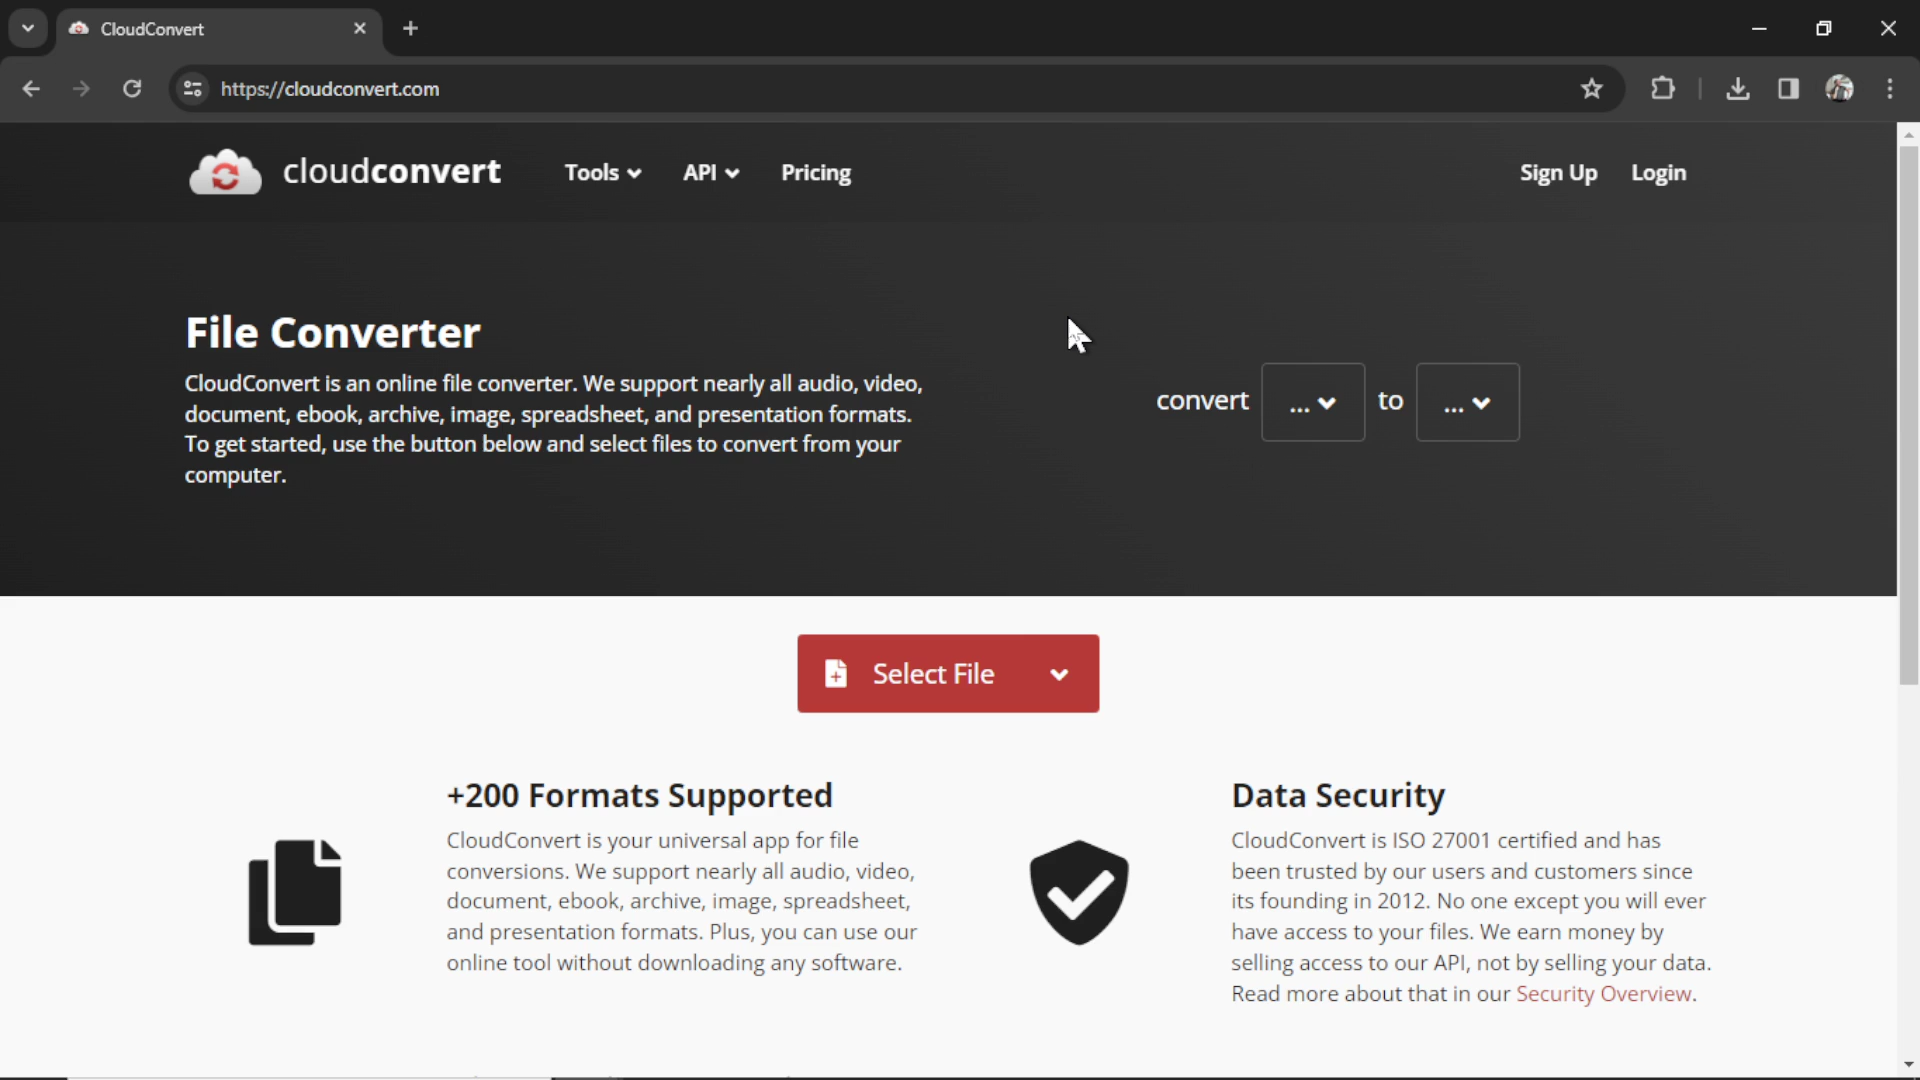 CloudConvert
https://cloudconvert.com
cloudconvert
Tools
API
Pricing
Sign Up
Login
File Converter
CloudConvert is an online file converter. We support nearly all audio, video,
document, ebook, archive, image, spreadsheet, and presentation formats.
To get started, use the button below and select files to convert from your
computer.
convert ... to ...
Select File
+200 Formats Supported
CloudConvert is your universal app for file
conversions. We support nearly all audio, video,
document, ebook, archive, image, spreadsheet,
and presentation formats. Plus, you can use our
online tool without downloading any software.
Data Security
CloudConvert is ISO 27001 certified and has
been trusted by our users and customers since
its founding in 2012. No one except you will ever
have access to your files. We earn money by
selling access to our API, not by selling your data.
Read more about that in our Security Overview.